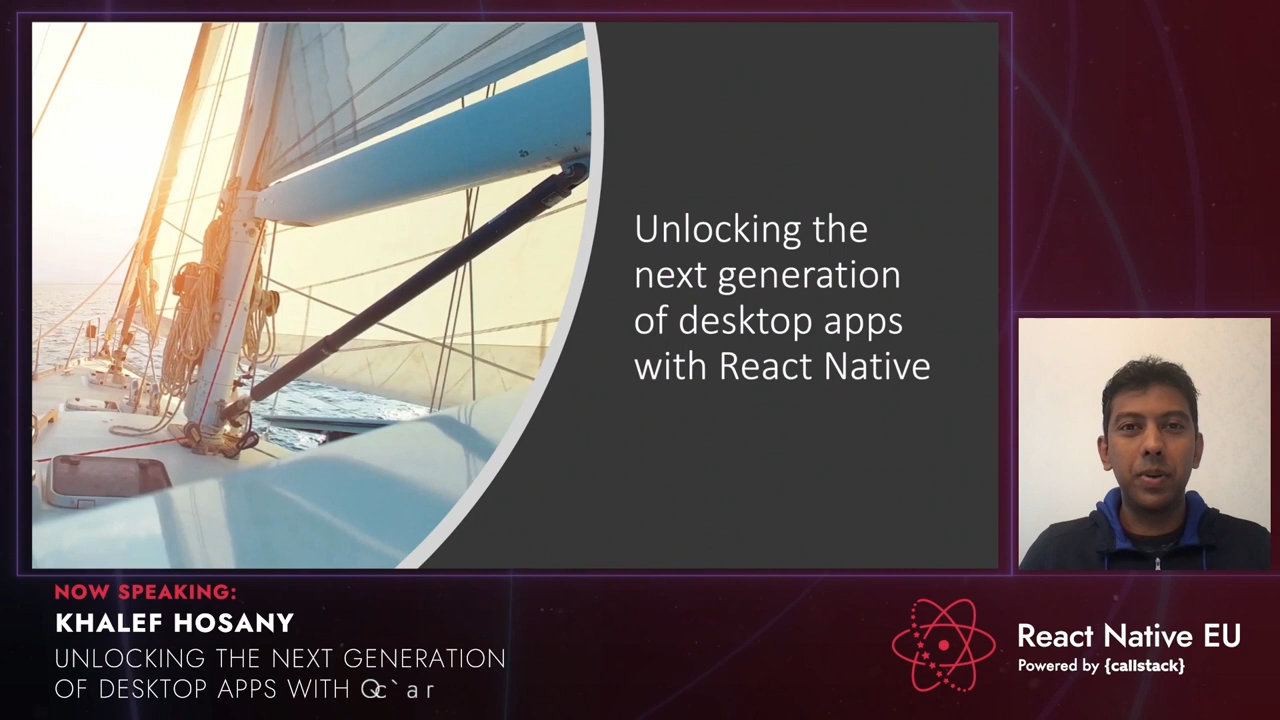 Unlocking the
next generation
of desktop apps
with React Native
NOW SPEAKING:
KHALEF HOSANY
UNLOCKING THE NEXT GENERATION
OF DESKTOP APPS WITH
React Native EU
Powered by {callstack}